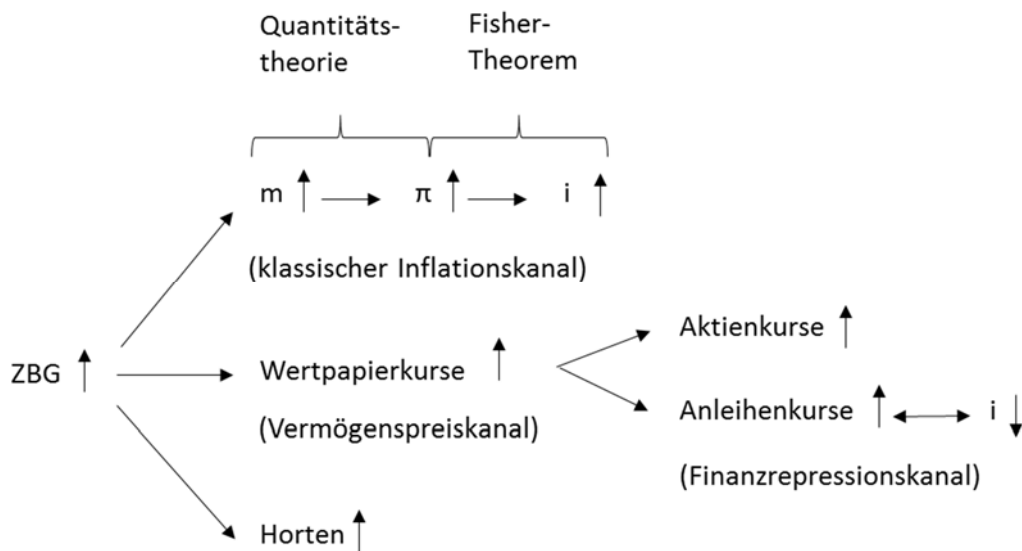 Quantitäts-
theorie
Fisher-
Theorem
m ↑ → π ↑ → i ↑
(klassischer Inflationskanal)
Aktienkurse ↑
ZBG ↑
Wertpapierkurse ↑
Anleihenkurse ↑ ↔ i ↓
(Vermögenspreiskanal)
(Finanzrepressionskanal)
Horten ↑